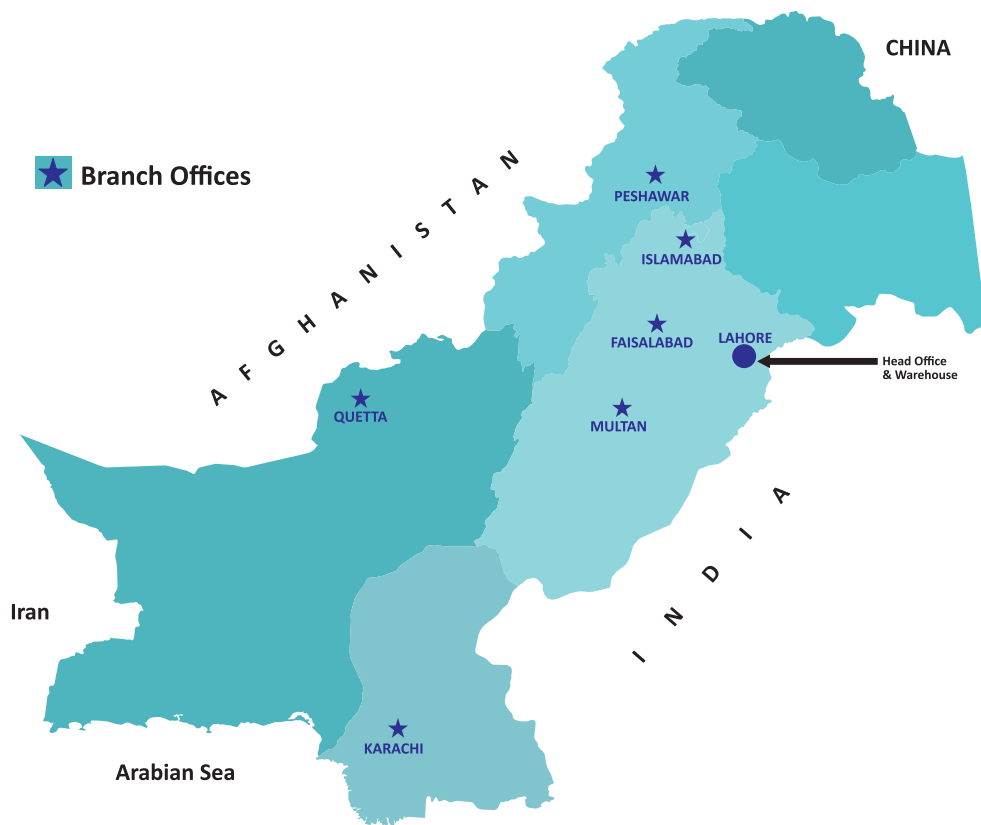 CHINA
Branch Offices
AFGHANISTAN
PESHAWAR
ISLAMABAD
FAISALABAD
LAHORE
Head Office
& Warehouse
QUETTA
MULTAN
INDIA
Iran
KARACHI
Arabian Sea